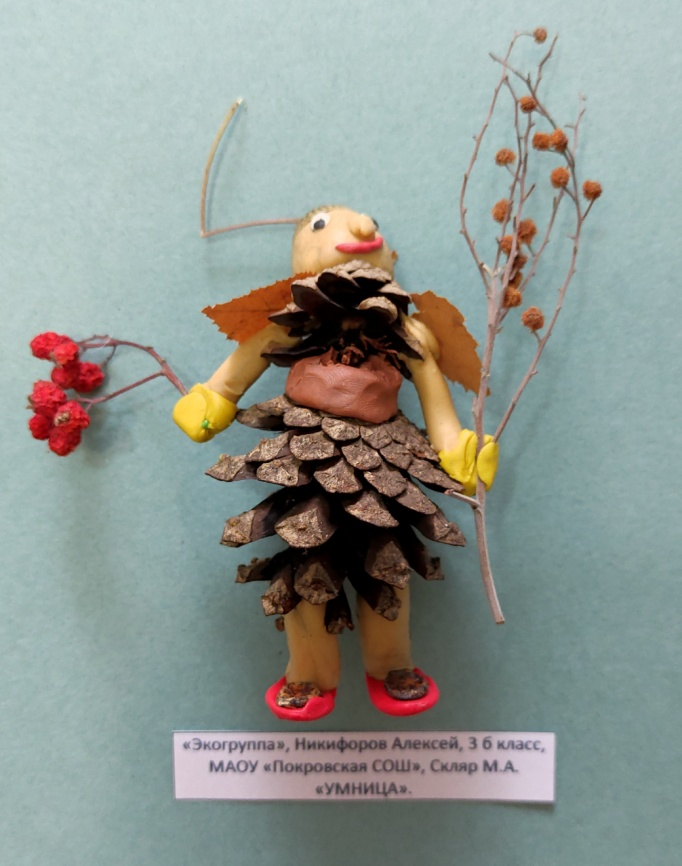 «Экогруппа», Никифоров Алексей, 3 б класс,
МАОУ «Покровская СОШ», Скляр М.А.
«УМНИЦА».